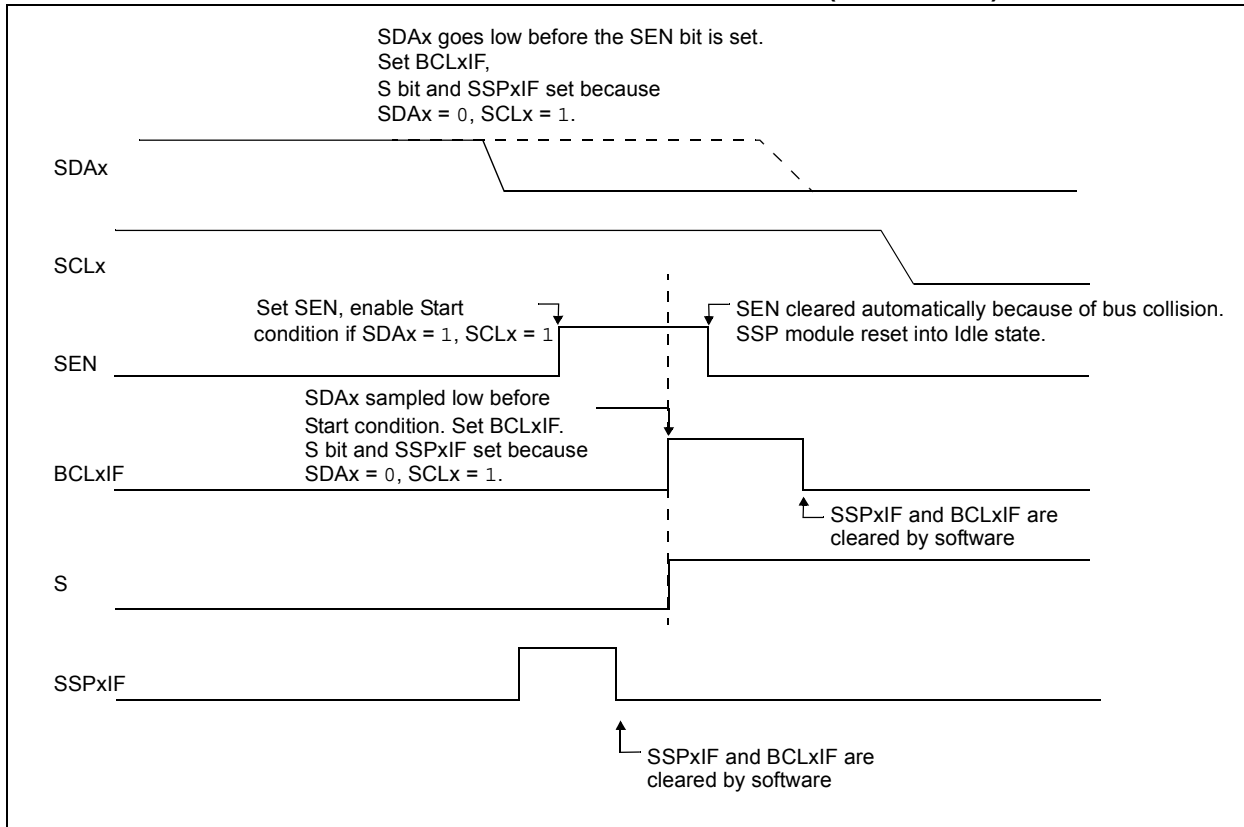 SDAx goes low before the SEN bit is set.
Set BCLxIF,
S bit and SSPxIF set because
SDAx = 0, SCLx = 1.
SDAx
SCLx
Set SEN, enable Start
condition if SDAx = 1, SCLx = 1
SEN cleared automatically because of bus collision.
SSP module reset into Idle state.
SEN
SDAx sampled low before
Start condition. Set BCLxIF.
S bit and SSPxIF set because
SDAx = 0, SCLx = 1.
BCLxIF
SSPxIF and BCLxIF are
cleared by software
S
SSPxIF
SSPxIF and BCLxIF are
cleared by software